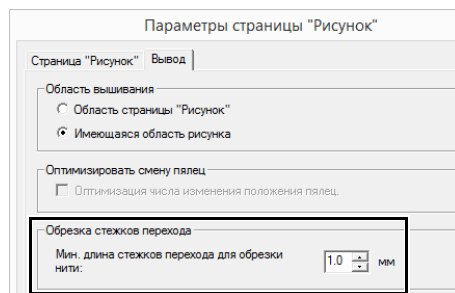 Параметры страницы "Рисунок"
Страница "Рисунок" Вывод
Область вышивания
Область страницы "Рисунок"
Имеющаяся область рисунка
Оптимизировать смену пялец
Оптимизация числа изменения положения пялец.
Обрезка стежков перехода
Мин. длина стежков перехода для обрезки
нити:
1.0 мм